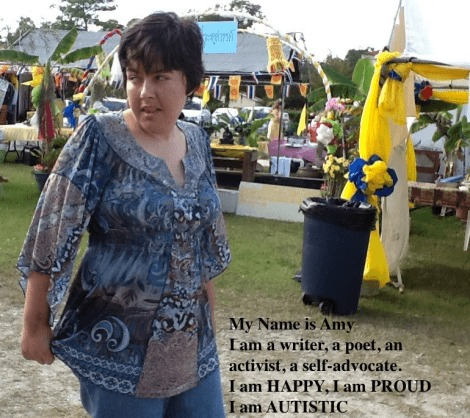 My Name is Amy
I am a writer, a poet, an
activist, a self-advocate.
I am HAPPY, I am PROUD
I am AUTISTIC